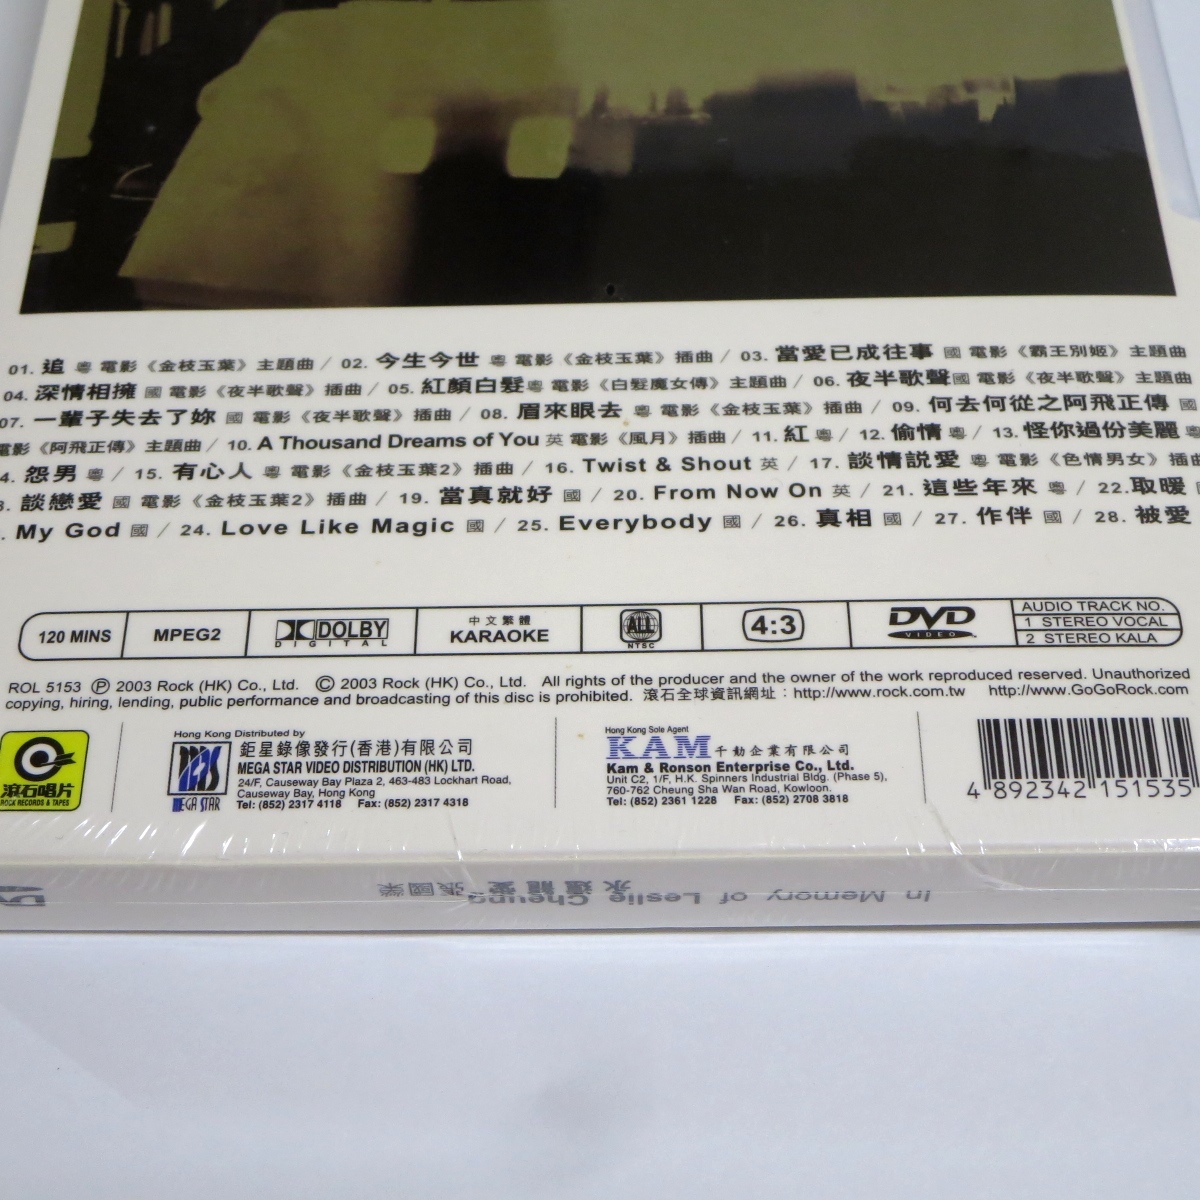 01. 追 粵 電影《金枝玉葉》主題曲 / 02. 今生今世 粵 電影《金枝玉葉》插曲 / 03. 當愛已成往事 國 電影《霸王別姬》主題曲
04. 深情相擁 國 電影《夜半歌聲》插曲 / 05. 紅顏白髮 粵 電影《白髮魔女傳》主題曲 / 06. 夜半歌聲 國 電影《夜半歌聲》主題曲
07. 一輩子失去了妳 國 電影《夜半歌聲》插曲 / 08. 眉來眼去 粵 電影《金枝玉葉》插曲 / 09. 何去何從之阿飛正傳 國
電影《阿飛正傳》主題曲 / 10. A Thousand Dreams of You 英 電影《風月》插曲 / 11. 紅 粵 / 12. 偷情 粵 / 13. 怪你過份美麗 粵
4. 怨男 粵 / 15. 有心人 粵 電影《金枝玉葉2》插曲 / 16. Twist & Shout 英 / 17. 談情説愛 粵 電影《色情男女》插曲
談戀愛 國 電影《金枝玉葉2》插曲 / 19. 當真就好 國 / 20. From Now On 英 / 21. 這些年來 粵 / 22. 取暖
. My God 國 / 24. Love Like Magic 國 / 25. Everybody 國 / 26. 真相 國 / 27. 作伴 國 / 28. 被愛
120 MINS
MPEG2
DOLBY
DIGITAL
中文繁體
KARAOKE
ALL
NTSC
4:3
DVD
VIDEO
AUDIO TRACK NO.
1 STEREO VOCAL
2 STEREO KALA
ROL 5153 Ⓟ 2003 Rock (HK) Co., Ltd. © 2003 Rock (HK) Co., Ltd. All rights of the producer and the owner of the work reproduced reserved. Unauthorized
copying, hiring, lending, public performance and broadcasting of this disc is prohibited. 滾石全球資訊網址：http://www.rock.com.tw http://www.GoGoRock.com
滾石唱片
ROCK RECORDS & TAPES
Hong Kong Distributed by
MEGA STAR
鉅星錄像發行(香港)有限公司
MEGA STAR VIDEO DISTRIBUTION (HK) LTD.
24/F, Causeway Bay Plaza 2, 463-483 Lockhart Road,
Causeway Bay, Hong Kong
Tel: (852) 2317 4118 Fax: (852) 2317 4318
Hong Kong Sole Agent
KAM 千勣企業有限公司
Kam & Ronson Enterprise Co., Ltd.
Unit C2, 1/F, H.K. Spinners Industrial Bldg. (Phase 5),
760-762 Cheung Sha Wan Road, Kowloon.
Tel: (852) 2361 1228 Fax: (852) 2708 3818
4 892342 151535
In Memory of Leslie Cheung
永遠寵愛 張國榮